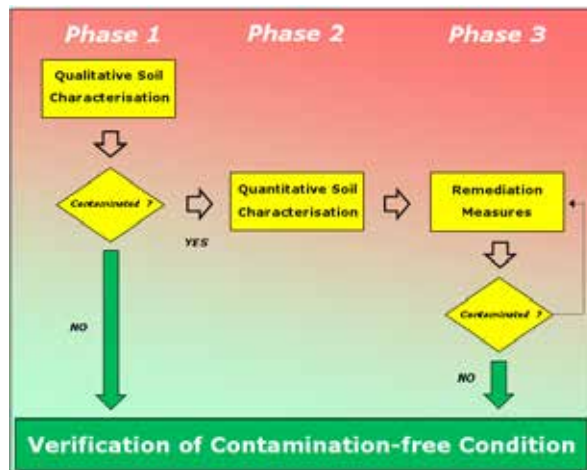 Phase 1
Phase 2
Phase 3
Qualitative Soil
Characterisation
Contaminated ?
YES
NO
Quantitative Soil
Characterisation
Remediation
Measures
Contaminated ?
NO
Verification of Contamination-free Condition